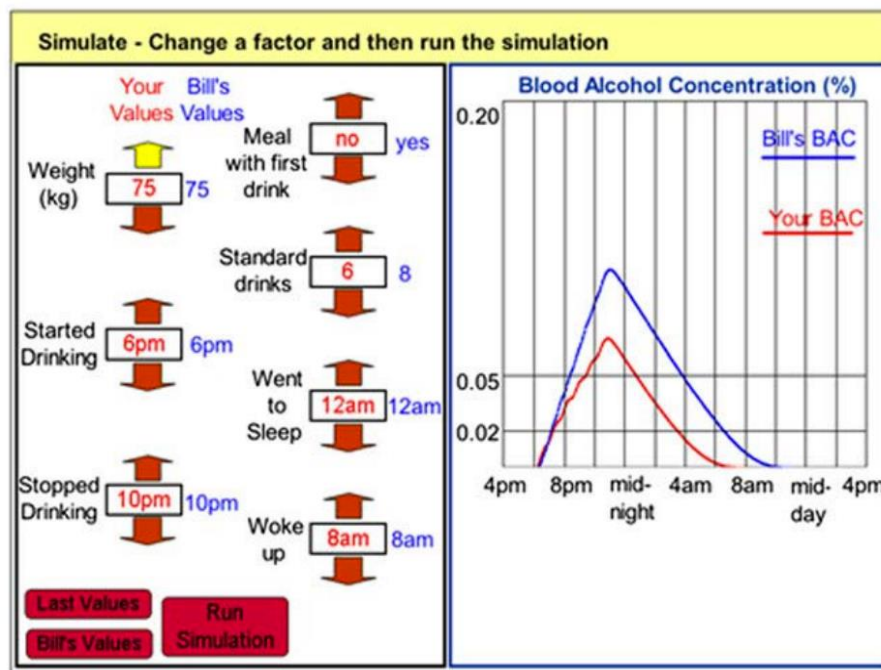 Simulate - Change a factor and then run the simulation
Your Bill's
Values Values
Weight
(kg)
75 75
Started
Drinking
6pm 6pm
Stopped
Drinking
10pm 10pm
Meal
with first
drink
no yes
Standard
drinks
6 8
Went
to
Sleep
12am 12am
Woke
up
8am 8am
Last Values
Bill's Values
Run
Simulation
Blood Alcohol Concentration (%)
0.20
0.05
0.02
Bill's BAC
Your BAC
4pm 8pm mid- 4am 8am mid- 4pm
night day